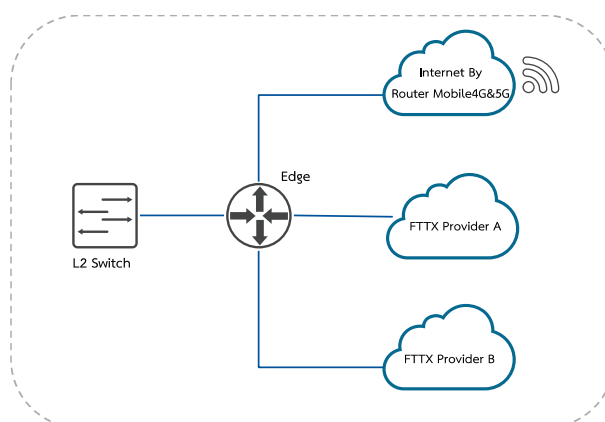 Internet By
Router Mobile4G&5G
Edge
FTTX Provider A
L2 Switch
FTTX Provider B